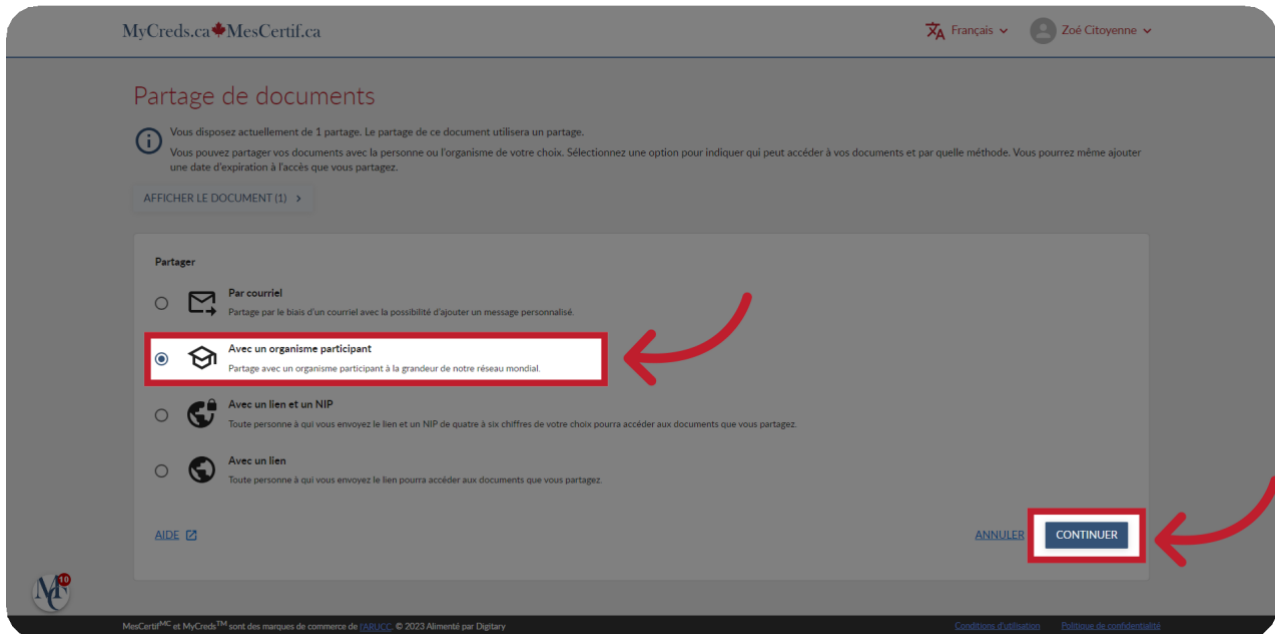 MyCreds.ca MesCertif.ca
Français
Zoé Citoyenne
Partage de documents
Vous disposez actuellement de 1 partage. Le partage de ce document utilisera un partage.
Vous pouvez partager vos documents avec la personne ou l'organisme de votre choix. Sélectionnez une option pour indiquer qui peut accéder à vos documents et par quelle méthode. Vous pourrez même ajouter
une date d'expiration à l'accès que vous partagez.
AFFICHER LE DOCUMENT (1) >
Partager
Par courriel
Partage par le biais d'un courriel avec la possibilité d'ajouter un message personnalisé.
Avec un organisme participant
Partage avec un organisme participant à la grandeur de notre réseau mondial.
Avec un lien et un NIP
Toute personne à qui vous envoyez le lien et un NIP de quatre à six chiffres de votre choix pourra accéder aux documents que vous partagez.
Avec un lien
Toute personne à qui vous envoyez le lien pourra accéder aux documents que vous partagez.
AIDE
ANNULER
CONTINUER
MC
10
MesCertif^MC et MyCreds^TM sont des marques de commerce de l'ARUCC. © 2023 Alimenté par Digitary
Conditions d'utilisation
Politique de confidentialité